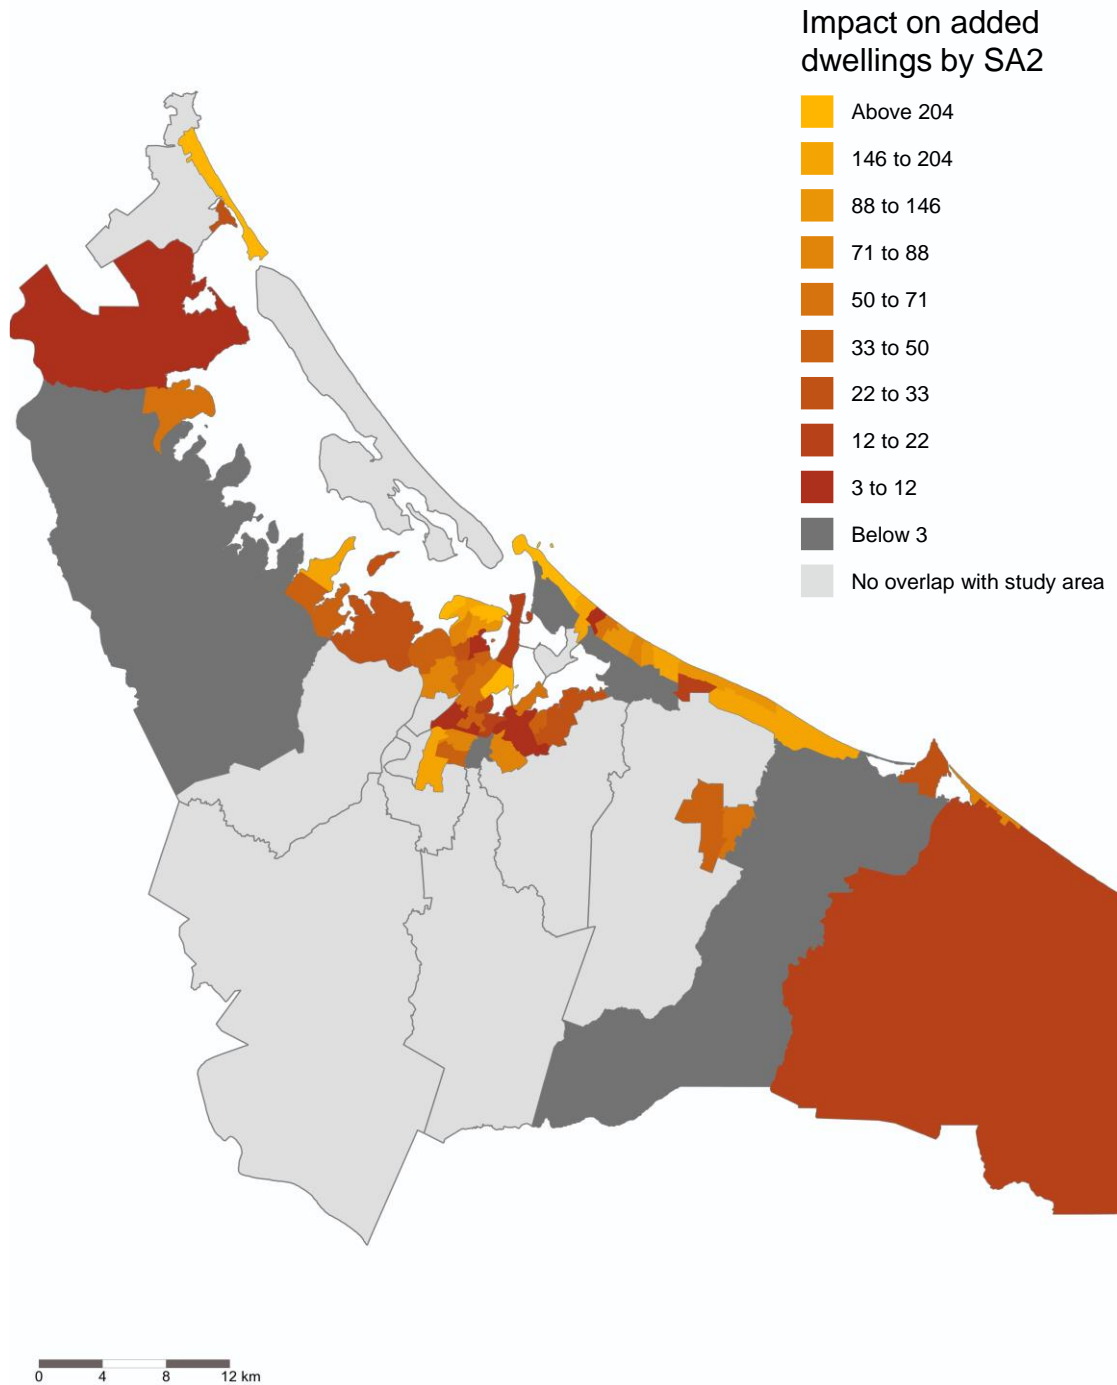 Impact on added
dwellings by SA2
Above 204
146 to 204
88 to 146
71 to 88
50 to 71
33 to 50
22 to 33
12 to 22
3 to 12
Below 3
No overlap with study area
0 4 8 12 km